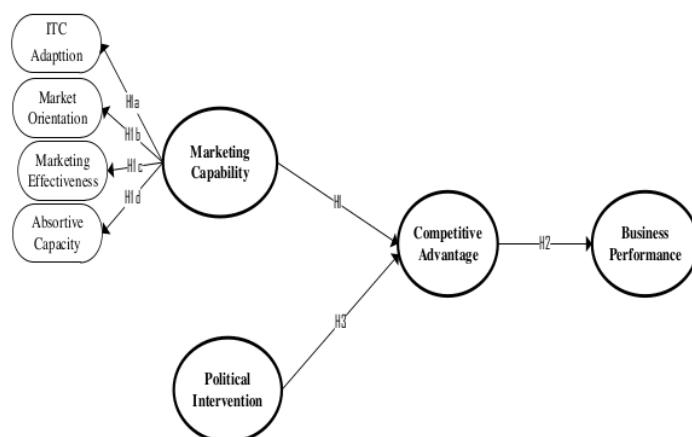 ITC
Adapttion
Market
Orientation
Marketing
Effectiveness
Absortive
Capacity
H1a
H1b
H1c
H1d
Marketing
Capability
H1
Competitive
Advantage
H2
Business
Performance
H3
Political
Intervention